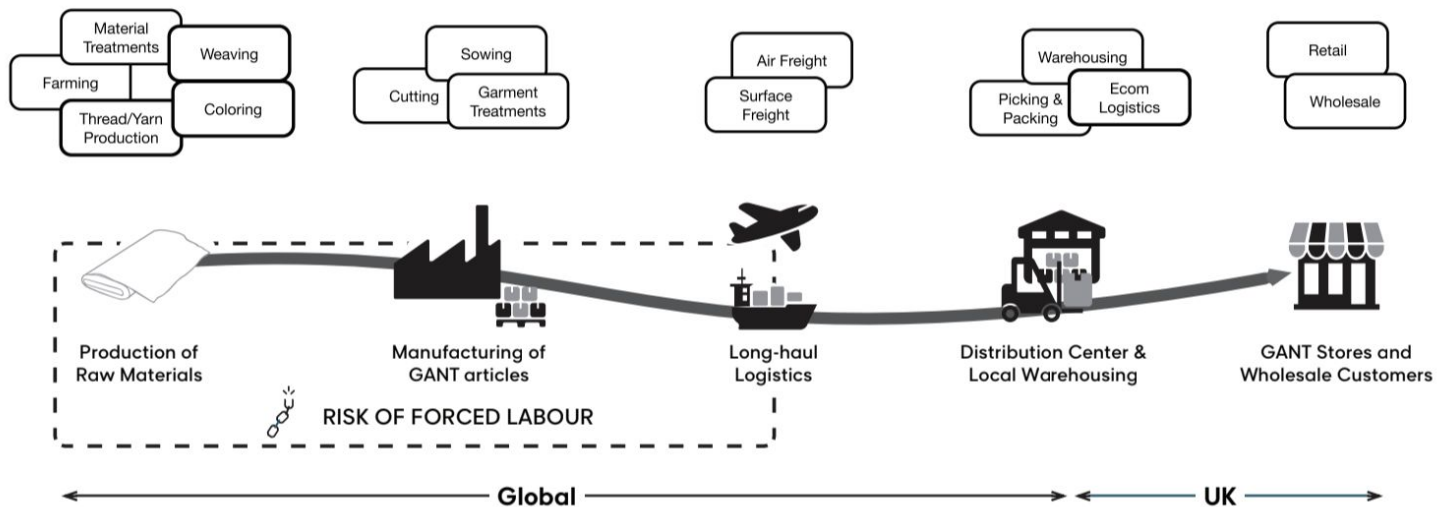 Material
Treatments
Weaving
Farming
Coloring
Thread/Yarn
Production
Sowing
Cutting
Garment
Treatments
Air Freight
Surface
Freight
Warehousing
Picking &
Packing
Ecom
Logistics
Retail
Wholesale
Production of
Raw Materials
Manufacturing of
GANT articles
Long-haul
Logistics
Distribution Center &
Local Warehousing
GANT Stores and
Wholesale Customers
RISK OF FORCED LABOUR
Global
UK